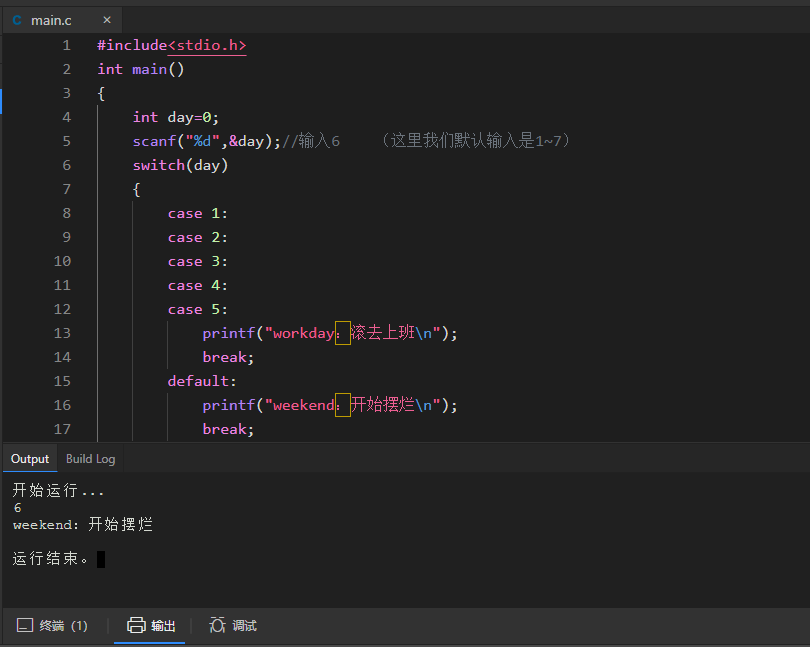 C main.c ×
1 #include<stdio.h>
2 int main()
3 {
4 int day=0;
5 scanf("%d",&day);//输入6 （这里我们默认输入是1~7）
6 switch(day)
7 {
8 case 1:
9 case 2:
10 case 3:
11 case 4:
12 case 5:
13 printf("workday：滚去上班\n");
14 break;
15 default:
16 printf("weekend：开始摆烂\n");
17 break;
Output Build Log
开始运行...
6
weekend：开始摆烂
运行结束。
终端 (1) 输出 调试